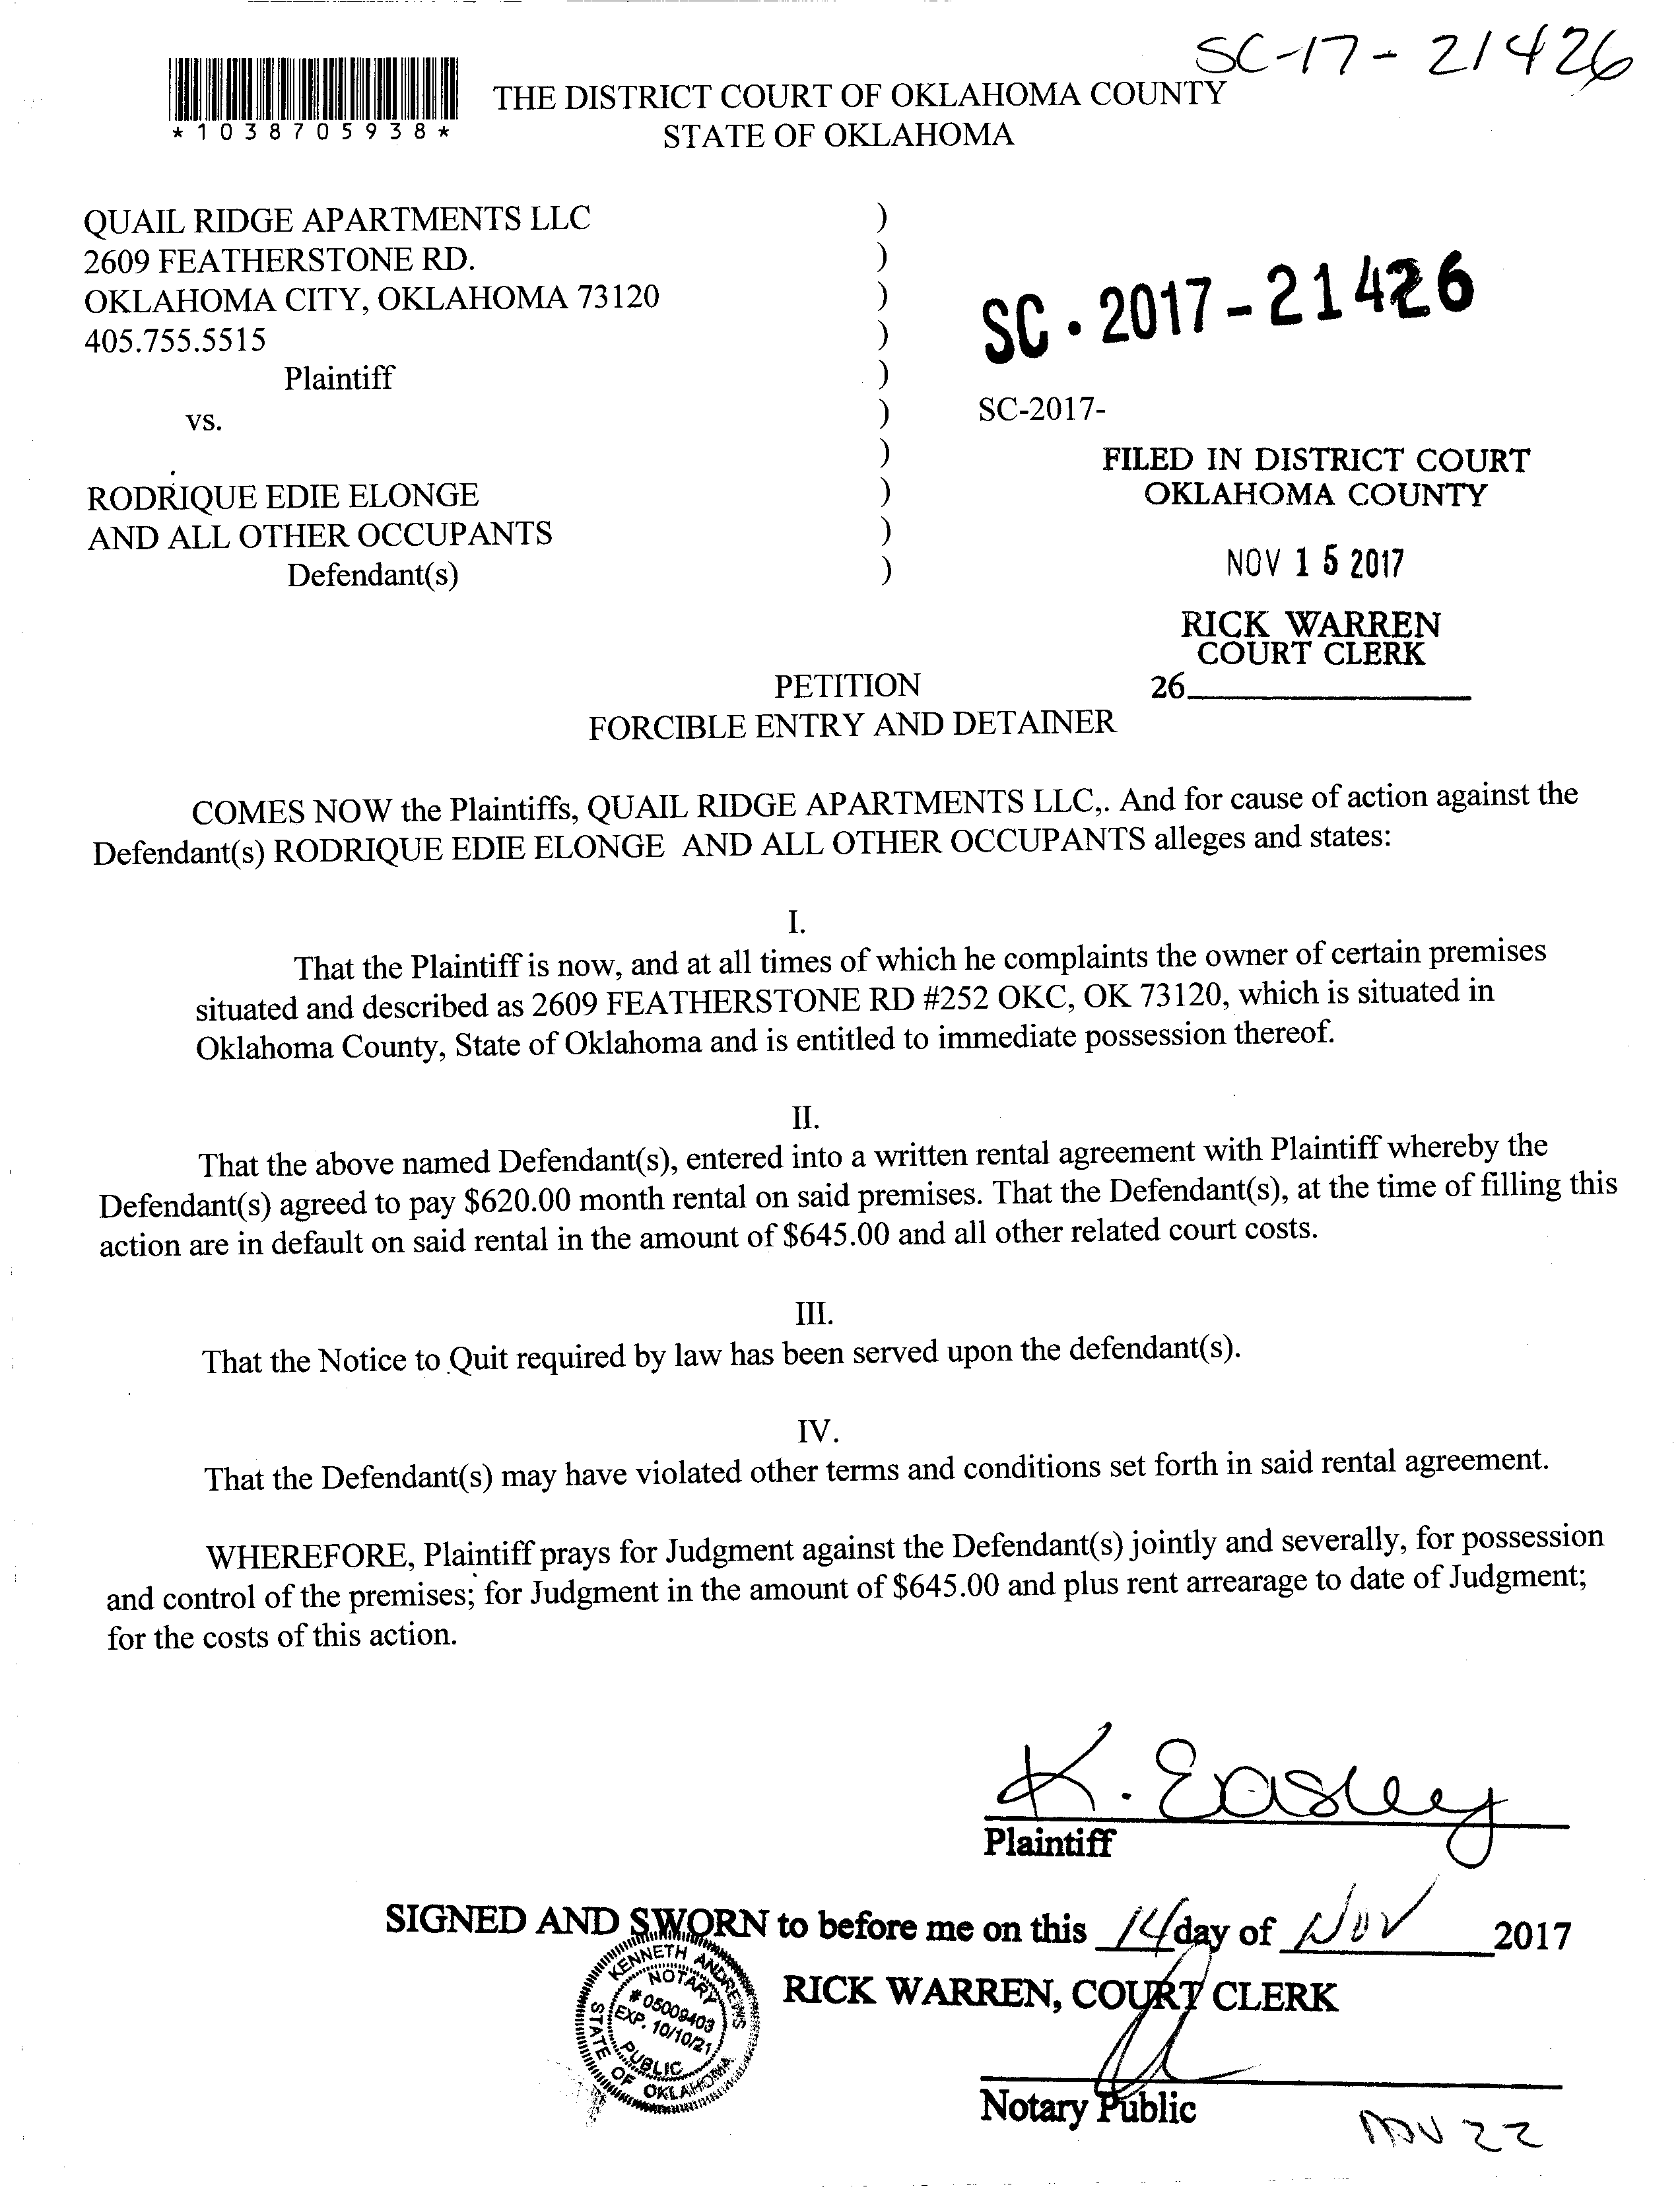 SC-17-21426
*1038705938*
THE DISTRICT COURT OF OKLAHOMA COUNTY
STATE OF OKLAHOMA
QUAIL RIDGE APARTMENTS LLC )
2609 FEATHERSTONE RD. )
OKLAHOMA CITY, OKLAHOMA 73120 )
405.755.5515 )
Plaintiff )
vs. )
)
RODRIQUE EDIE ELONGE )
AND ALL OTHER OCCUPANTS )
Defendant(s) )
SC·2017-21426
SC-2017-
FILED IN DISTRICT COURT
OKLAHOMA COUNTY
NOV 15 2017
RICK WARREN
COURT CLERK
26
PETITION
FORCIBLE ENTRY AND DETAINER
COMES NOW the Plaintiffs, QUAIL RIDGE APARTMENTS LLC,. And for cause of action against the
Defendant(s) RODRIQUE EDIE ELONGE AND ALL OTHER OCCUPANTS alleges and states:
I.
That the Plaintiff is now, and at all times of which he complaints the owner of certain premises
situated and described as 2609 FEATHERSTONE RD #252 OKC, OK 73120, which is situated in
Oklahoma County, State of Oklahoma and is entitled to immediate possession thereof.
II.
That the above named Defendant(s), entered into a written rental agreement with Plaintiff whereby the
Defendant(s) agreed to pay $620.00 month rental on said premises. That the Defendant(s), at the time of filling this
action are in default on said rental in the amount of $645.00 and all other related court costs.
III.
That the Notice to Quit required by law has been served upon the defendant(s).
IV.
That the Defendant(s) may have violated other terms and conditions set forth in said rental agreement.
WHEREFORE, Plaintiff prays for Judgment against the Defendant(s) jointly and severally, for possession
and control of the premises; for Judgment in the amount of $645.00 and plus rent arrearage to date of Judgment;
for the costs of this action.
K. Easley
Plaintiff
SIGNED AND SWORN to before me on this 14 day of Nov 2017
KENNETH ANDREWS
NOTARY
# 05009403
EXP. 10/10/21
PUBLIC
STATE OF OKLAHOMA
RICK WARREN, COURT CLERK
Notary Public
NOV 22